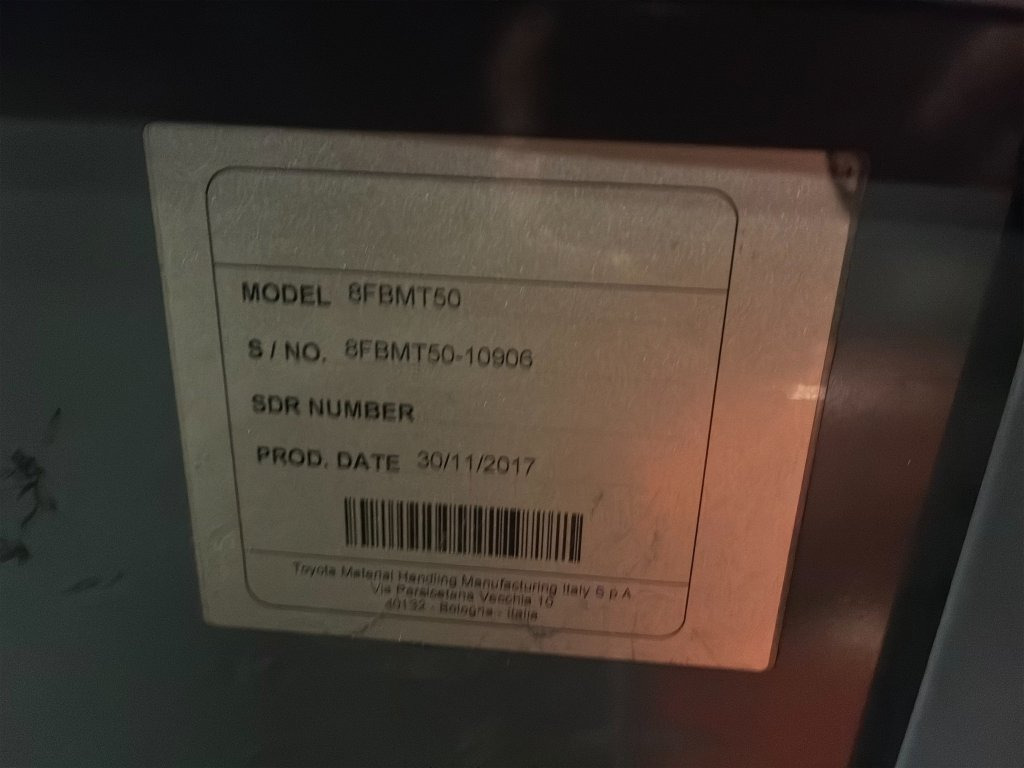 MODEL 8FBMT50
S / NO. 8FBMT50-10906
SDR NUMBER
PROD. DATE 30/11/2017
Toyota Material Handling Manufacturing Italy S.p.A
Via Persicetana Vecchia 10
40132 - Bologna - Italia